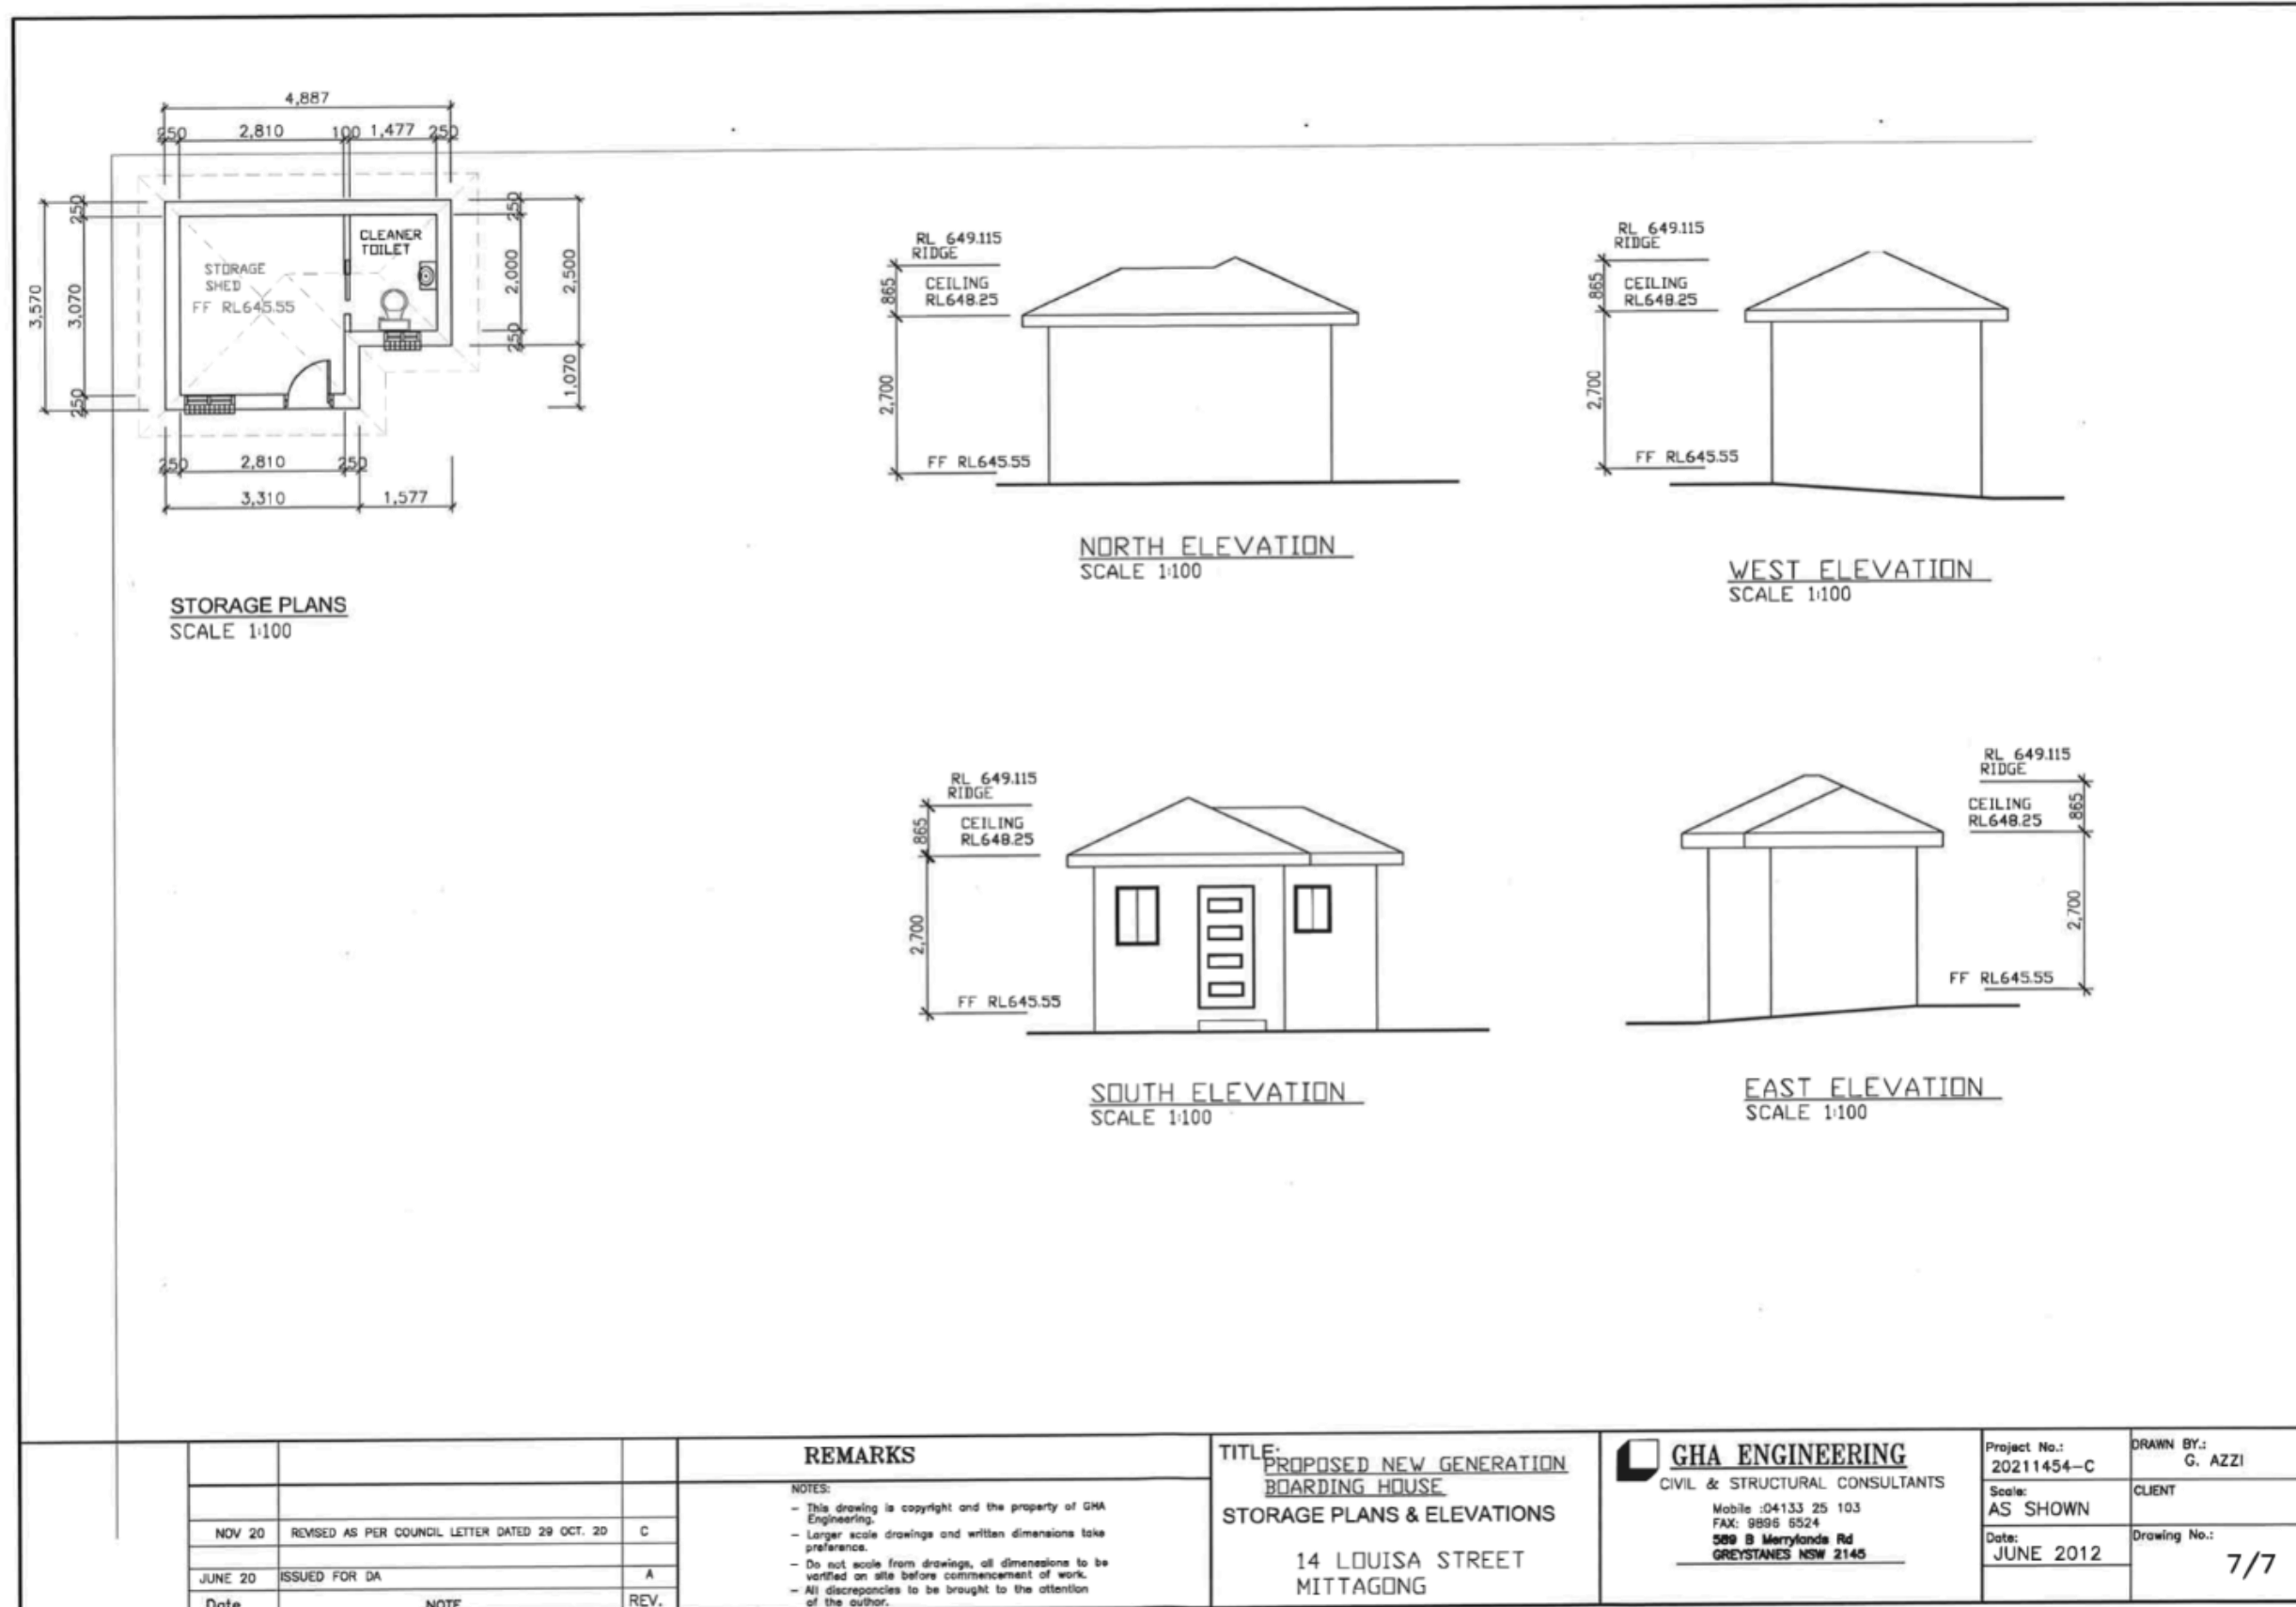 4,887
250 2,810 100 1,477 250
3,570
250
3,070
250
CLEANER
TOILET
STORAGE
SHED
FF RL645.55
250
2,000
250
2,500
1,070
250 2,810 250
3,310 1,577
STORAGE PLANS
SCALE 1:100
RL 649.115
RIDGE
865
CEILING
RL648.25
2,700
FF RL645.55
NORTH ELEVATION
SCALE 1:100
RL 649.115
RIDGE
865
CEILING
RL648.25
2,700
FF RL645.55
WEST ELEVATION
SCALE 1:100
RL 649.115
RIDGE
865
CEILING
RL648.25
2,700
FF RL645.55
SOUTH ELEVATION
SCALE 1:100
RL 649.115
RIDGE
CEILING
RL648.25
865
2,700
FF RL645.55
EAST ELEVATION
SCALE 1:100
NOV 20 REVISED AS PER COUNCIL LETTER DATED 29 OCT. 20 C
JUNE 20 ISSUED FOR DA A
Date NOTE REV.
REMARKS
NOTES:
- This drawing is copyright and the property of GHA
Engineering.
- Larger scale drawings and written dimensions take
preference.
- Do not scale from drawings, all dimensions to be
verified on site before commencement of work.
- All discrepancies to be brought to the attention
of the author.
TITLE:
PROPOSED NEW GENERATION
BOARDING HOUSE
STORAGE PLANS & ELEVATIONS
14 LOUISA STREET
MITTAGONG
GHA ENGINEERING
CIVIL & STRUCTURAL CONSULTANTS
Mobile :04133 25 103
FAX: 9896 6524
589 B Merrylands Rd
GREYSTANES NSW 2145
Project No.:
20211454-C
Scale:
AS SHOWN
Date:
JUNE 2012
DRAWN BY.:
G. AZZI
CLIENT
Drawing No.:
7/7